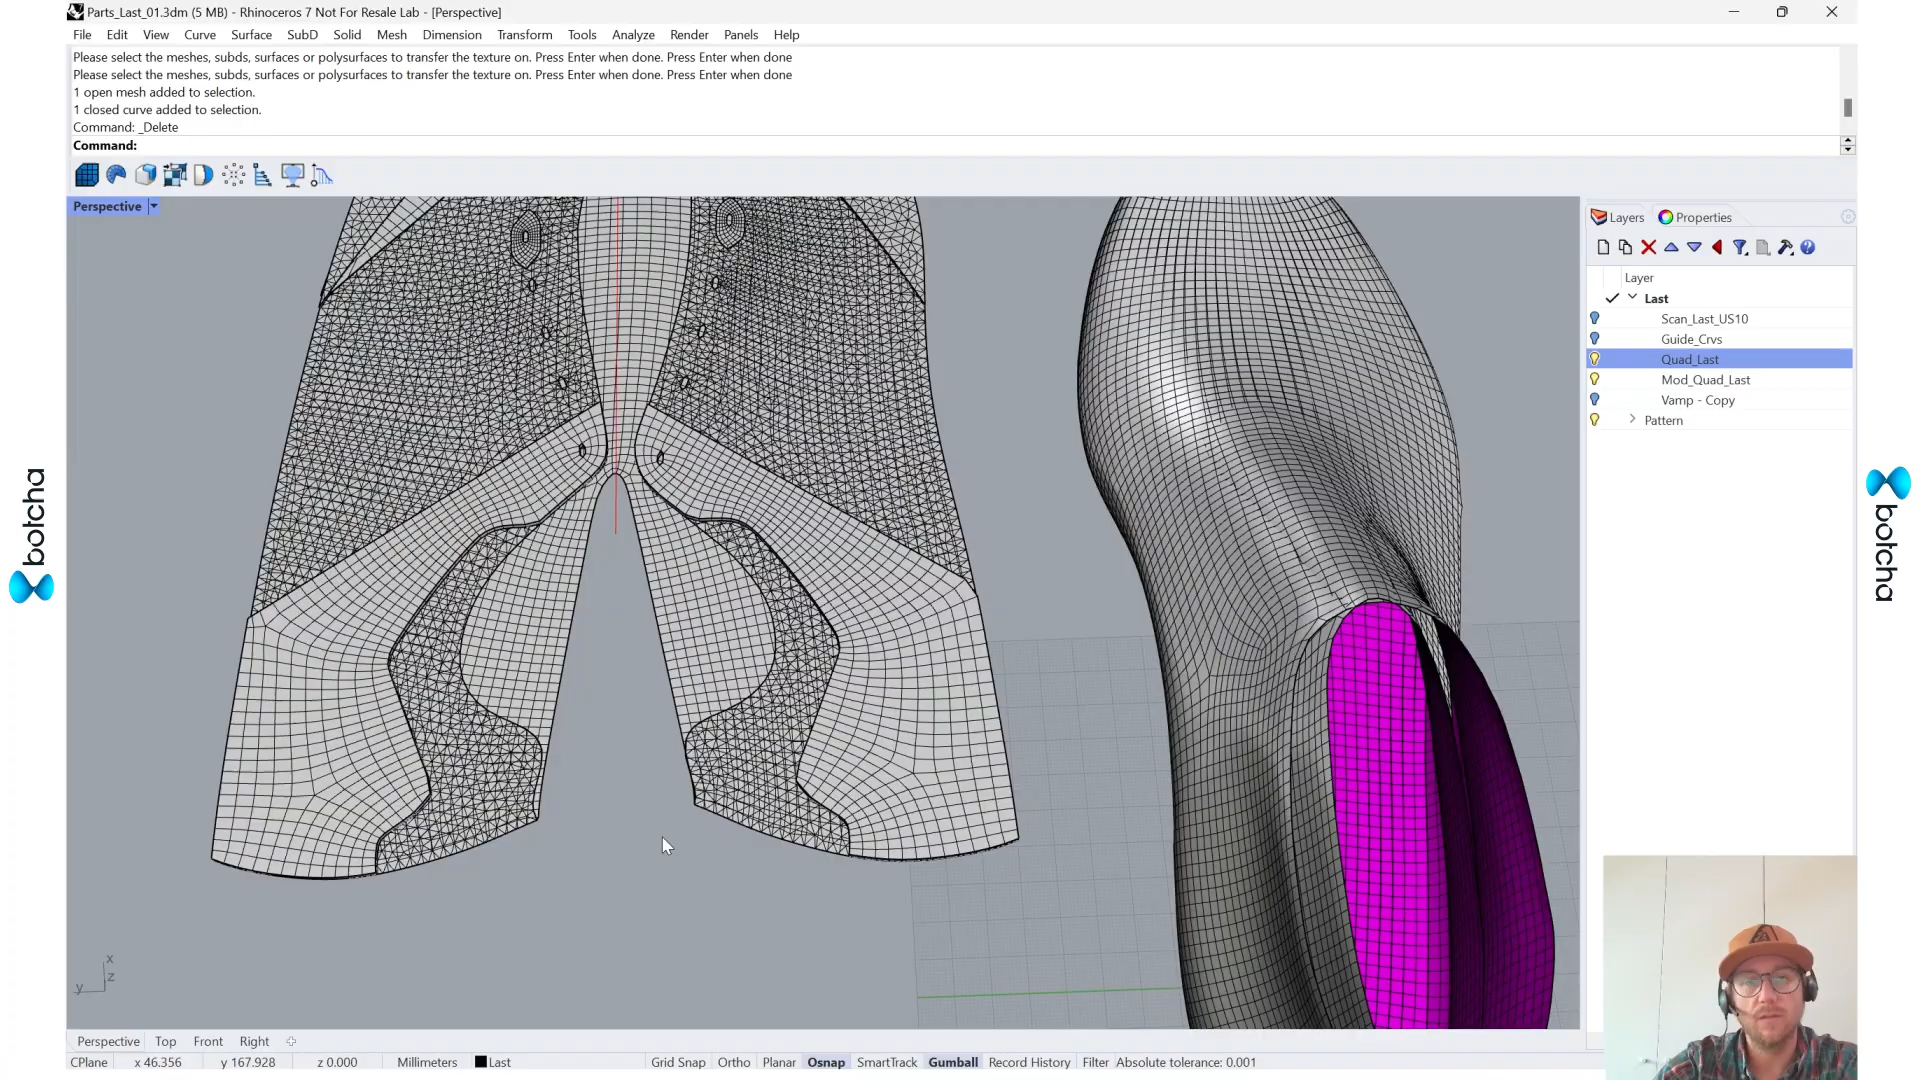 Parts_Last_01.3dm (5 MB) - Rhinoceros 7 Not For Resale Lab - [Perspective]
File Edit View Curve Surface SubD Solid Mesh Dimension Transform Tools Analyze Render Panels Help
Please select the meshes, subds, surfaces or polysurfaces to transfer the texture on. Press Enter when done. Press Enter when done
Please select the meshes, subds, surfaces or polysurfaces to transfer the texture on. Press Enter when done. Press Enter when done
1 open mesh added to selection.
1 closed curve added to selection.
Command: _Delete
Command:
Perspective
Layers Properties
Layer
Last
Scan_Last_US10
Guide_Crvs
Quad_Last
Mod_Quad_Last
Vamp - Copy
Pattern
botcha
botcha
x
z
y
Perspective Top Front Right
CPlane x 46.356 y 167.928 z 0.000 Millimeters Last Grid Snap Ortho Planar Osnap SmartTrack Gumball Record History Filter Absolute tolerance: 0.001